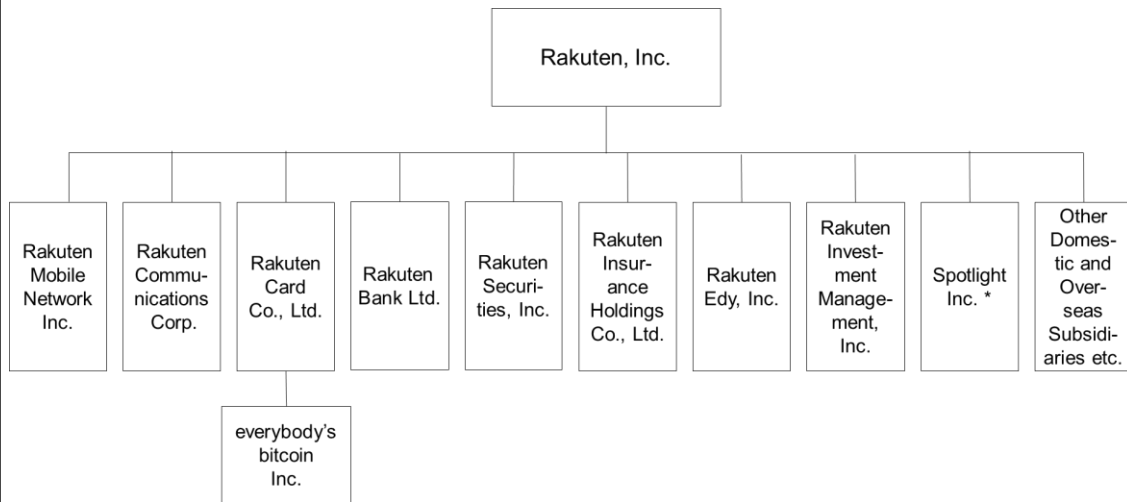 Rakuten, Inc.
Rakuten
Mobile
Network
Inc.
Rakuten
Commu-
nications
Corp.
Rakuten
Card
Co., Ltd.
Rakuten
Bank Ltd.
Rakuten
Securi-
ties, Inc.
Rakuten
Insur-
ance
Holdings
Co., Ltd.
Rakuten
Edy, Inc.
Rakuten
Invest-
ment
Manage-
ment,
Inc.
Spotlight
Inc. *
Other
Domes-
tic and
Over-
seas
Subsidi-
aries etc.
everybody’s
bitcoin
Inc.